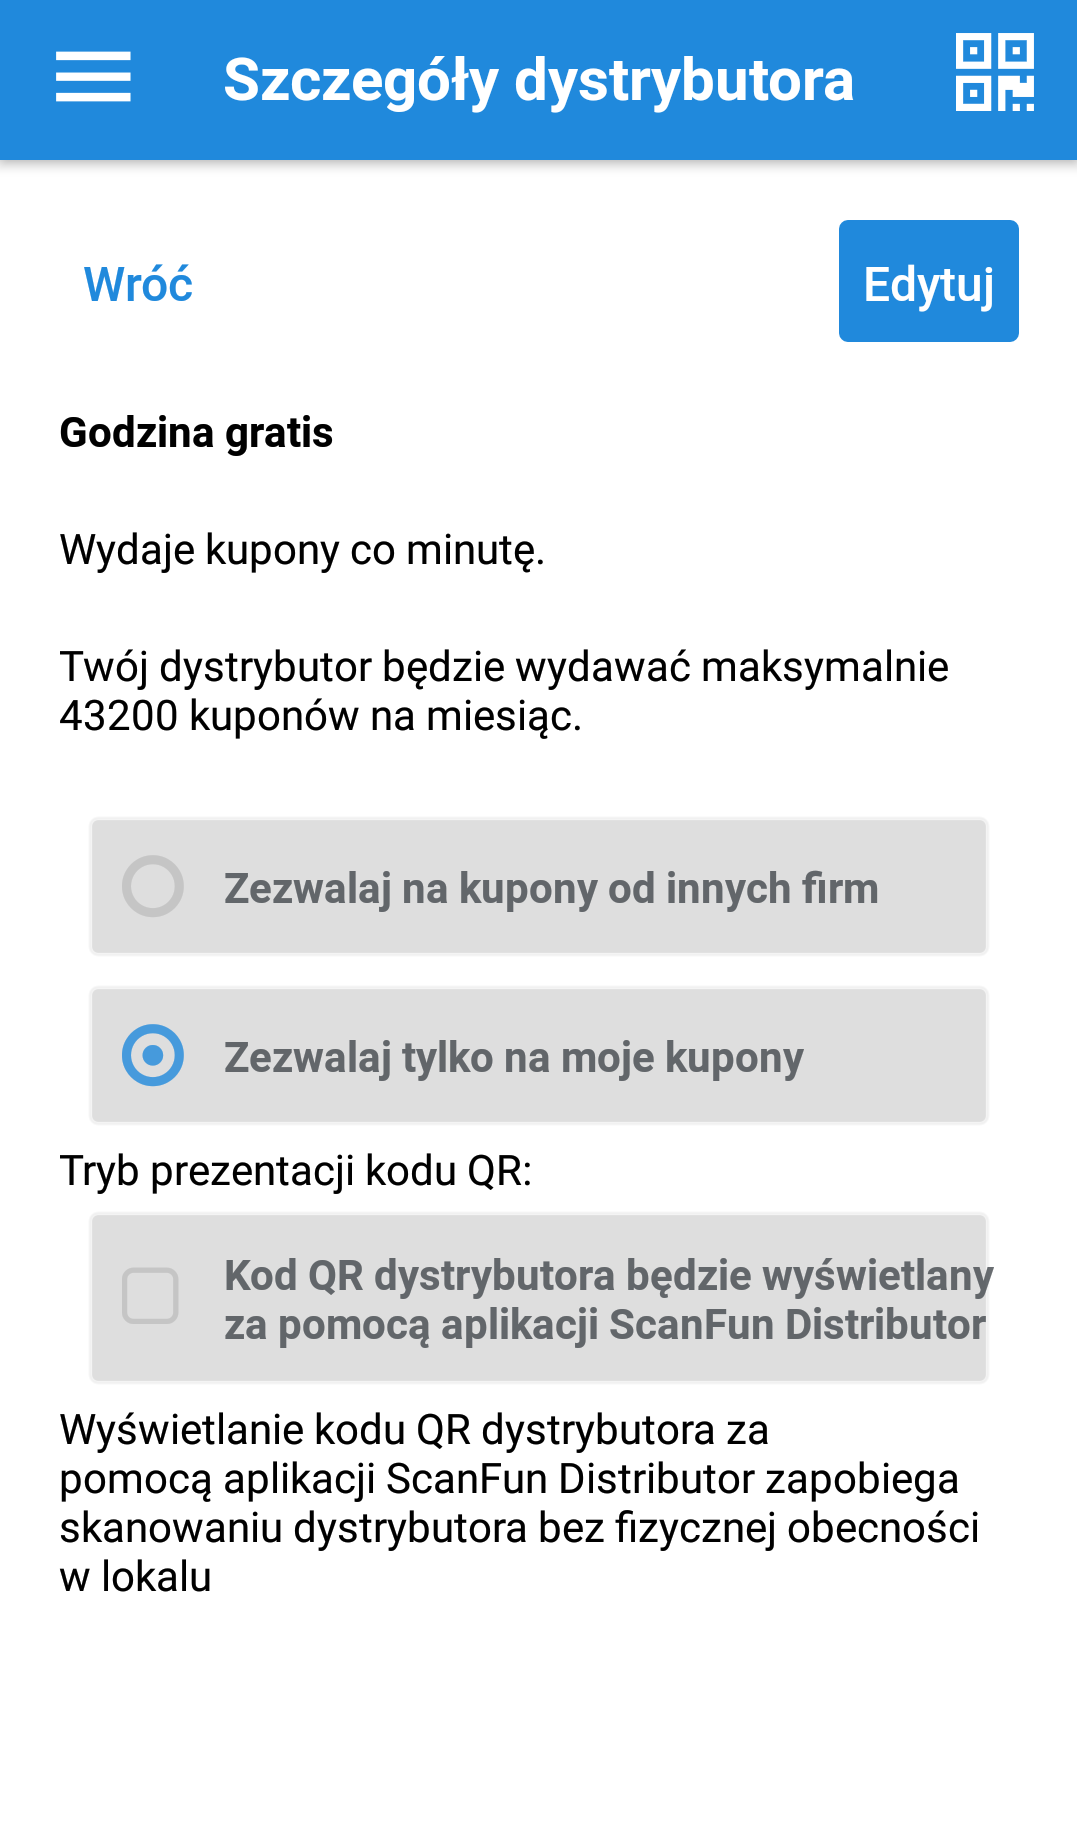 Szczegóły dystrybutora
Wróć
Edytuj
Godzina gratis
Wydaje kupony co minutę.
Twój dystrybutor będzie wydawać maksymalnie
43200 kuponów na miesiąc.
Zezwalaj na kupony od innych firm
Zezwalaj tylko na moje kupony
Tryb prezentacji kodu QR:
Kod QR dystrybutora będzie wyświetlany
za pomocą aplikacji ScanFun Distributor
Wyświetlanie kodu QR dystrybutora za
pomocą aplikacji ScanFun Distributor zapobiega
skanowaniu dystrybutora bez fizycznej obecności
w lokalu